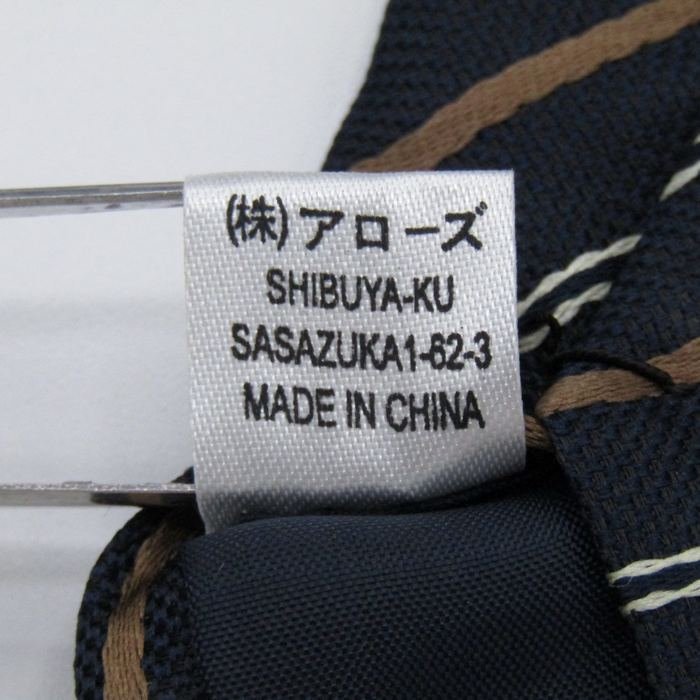 (株)アローズ
SHIBUYA-KU
SASAZUKA1-62-3
MADE IN CHINA